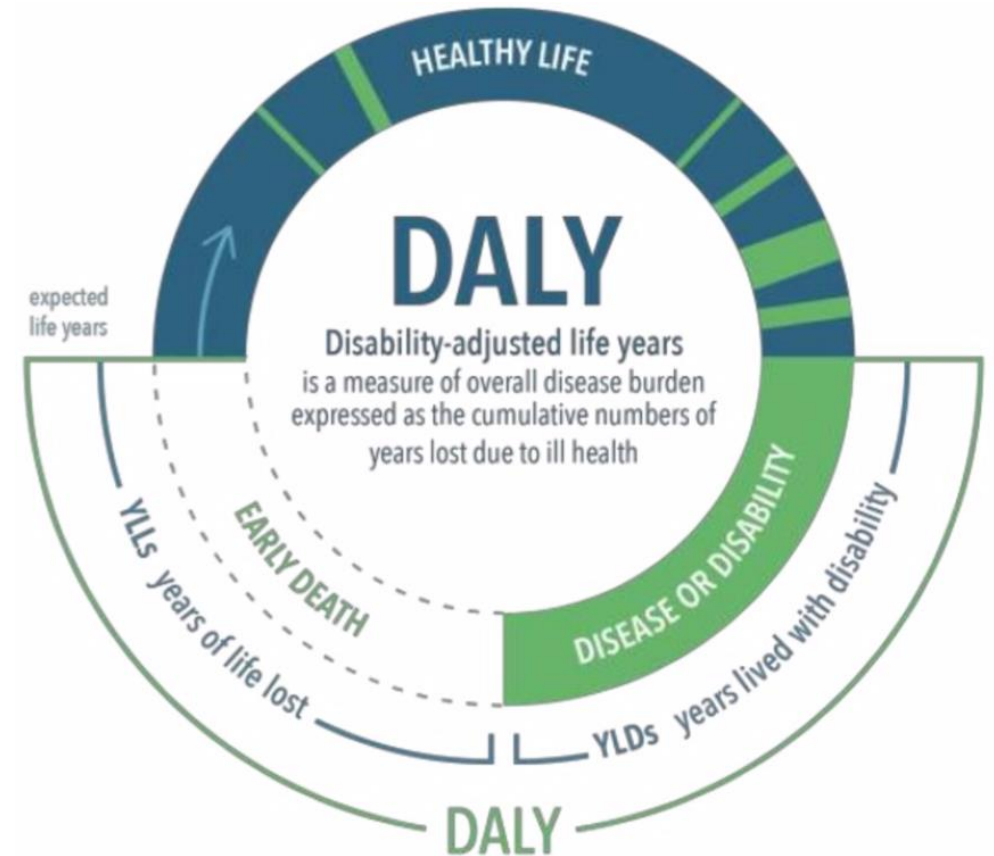 HEALTHY LIFE
DALY
Disability-adjusted life years
is a measure of overall disease burden
expressed as the cumulative numbers of
years lost due to ill health
expected
life years
EARLY DEATH
DISEASE OR DISABILITY
YLLs years of life lost
YLDs years lived with disability
DALY